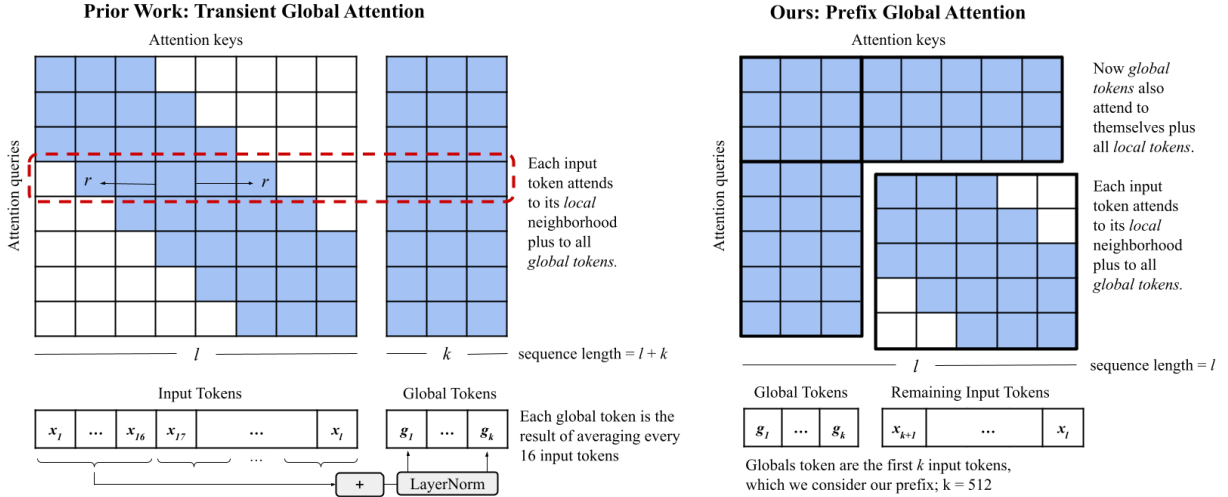 Prior Work: Transient Global Attention
Attention keys
Attention queries
r
r
Each input
token attends
to its local
neighborhood
plus to all
global tokens.
l
k
sequence length = l + k
Input Tokens
Global Tokens
x1 ... x16 x17 ... xl
g1 ... gk
...
+
LayerNorm
Each global token is the
result of averaging every
16 input tokens
Ours: Prefix Global Attention
Attention keys
Attention queries
Now global
tokens also
attend to
themselves plus
all local tokens.
Each input
token attends
to its local
neighborhood
plus to all
global tokens.
l
sequence length = l
Global Tokens
Remaining Input Tokens
g1 ... gk
xk+1 ... xl
Globals token are the first k input tokens,
which we consider our prefix; k = 512